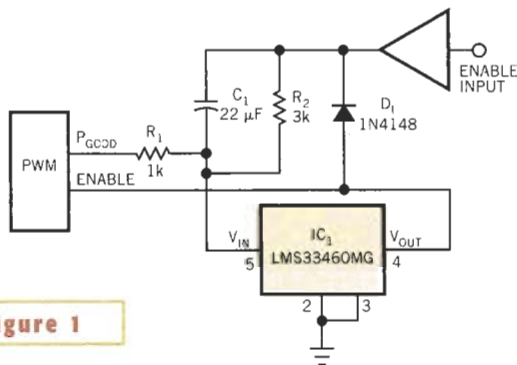 ENABLE
INPUT
C1
22 µF
R2
3k
D1
1N4148
PGOOD
R1
1k
PWM
ENABLE
VIN
5
IC1
LMS33460MG
VOUT
4
2
3
gure 1